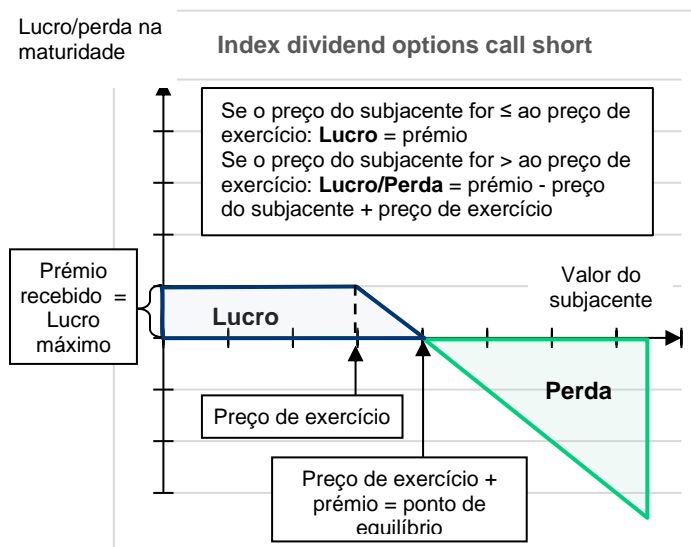 Lucro/perda na
maturidade
Index dividend options call short
Se o preço do subjacente for ≤ ao preço de
exercício: Lucro = prémio
Se o preço do subjacente for > ao preço de
exercício: Lucro/Perda = prémio - preço
do subjacente + preço de exercício
Prémio
recebido =
Lucro
máximo
Valor do
subjacente
Lucro
Perda
Preço de exercício
Preço de exercício +
prémio = ponto de
equilíbrio